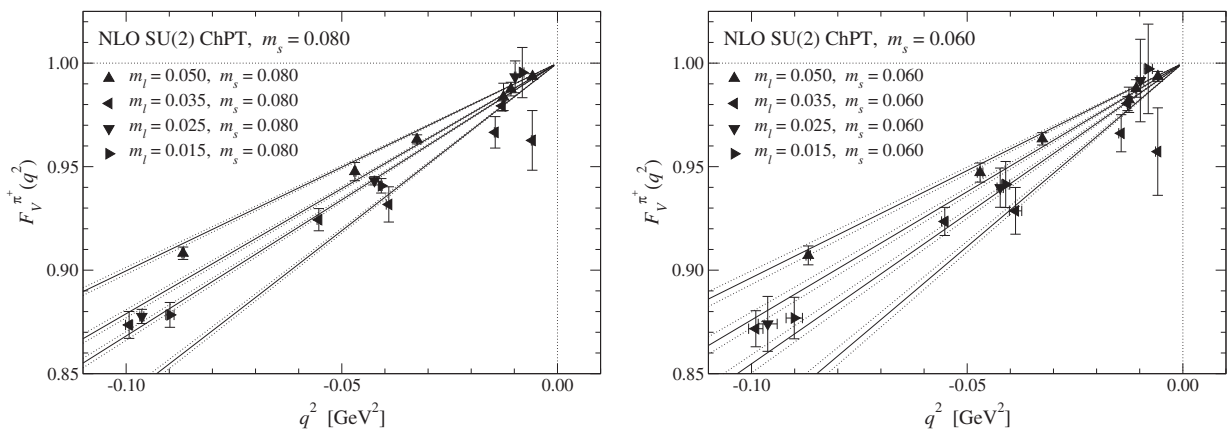 NLO SU(2) ChPT, m_s = 0.080
m_l = 0.050, m_s = 0.080
m_l = 0.035, m_s = 0.080
m_l = 0.025, m_s = 0.080
m_l = 0.015, m_s = 0.080
1.00
0.95
0.90
0.85
F_V^{π^+}(q^2)
-0.10 -0.05 0.00
q^2 [GeV^2]
NLO SU(2) ChPT, m_s = 0.060
m_l = 0.050, m_s = 0.060
m_l = 0.035, m_s = 0.060
m_l = 0.025, m_s = 0.060
m_l = 0.015, m_s = 0.060
1.00
0.95
0.90
0.85
F_V^{π^+}(q^2)
-0.10 -0.05 0.00
q^2 [GeV^2]